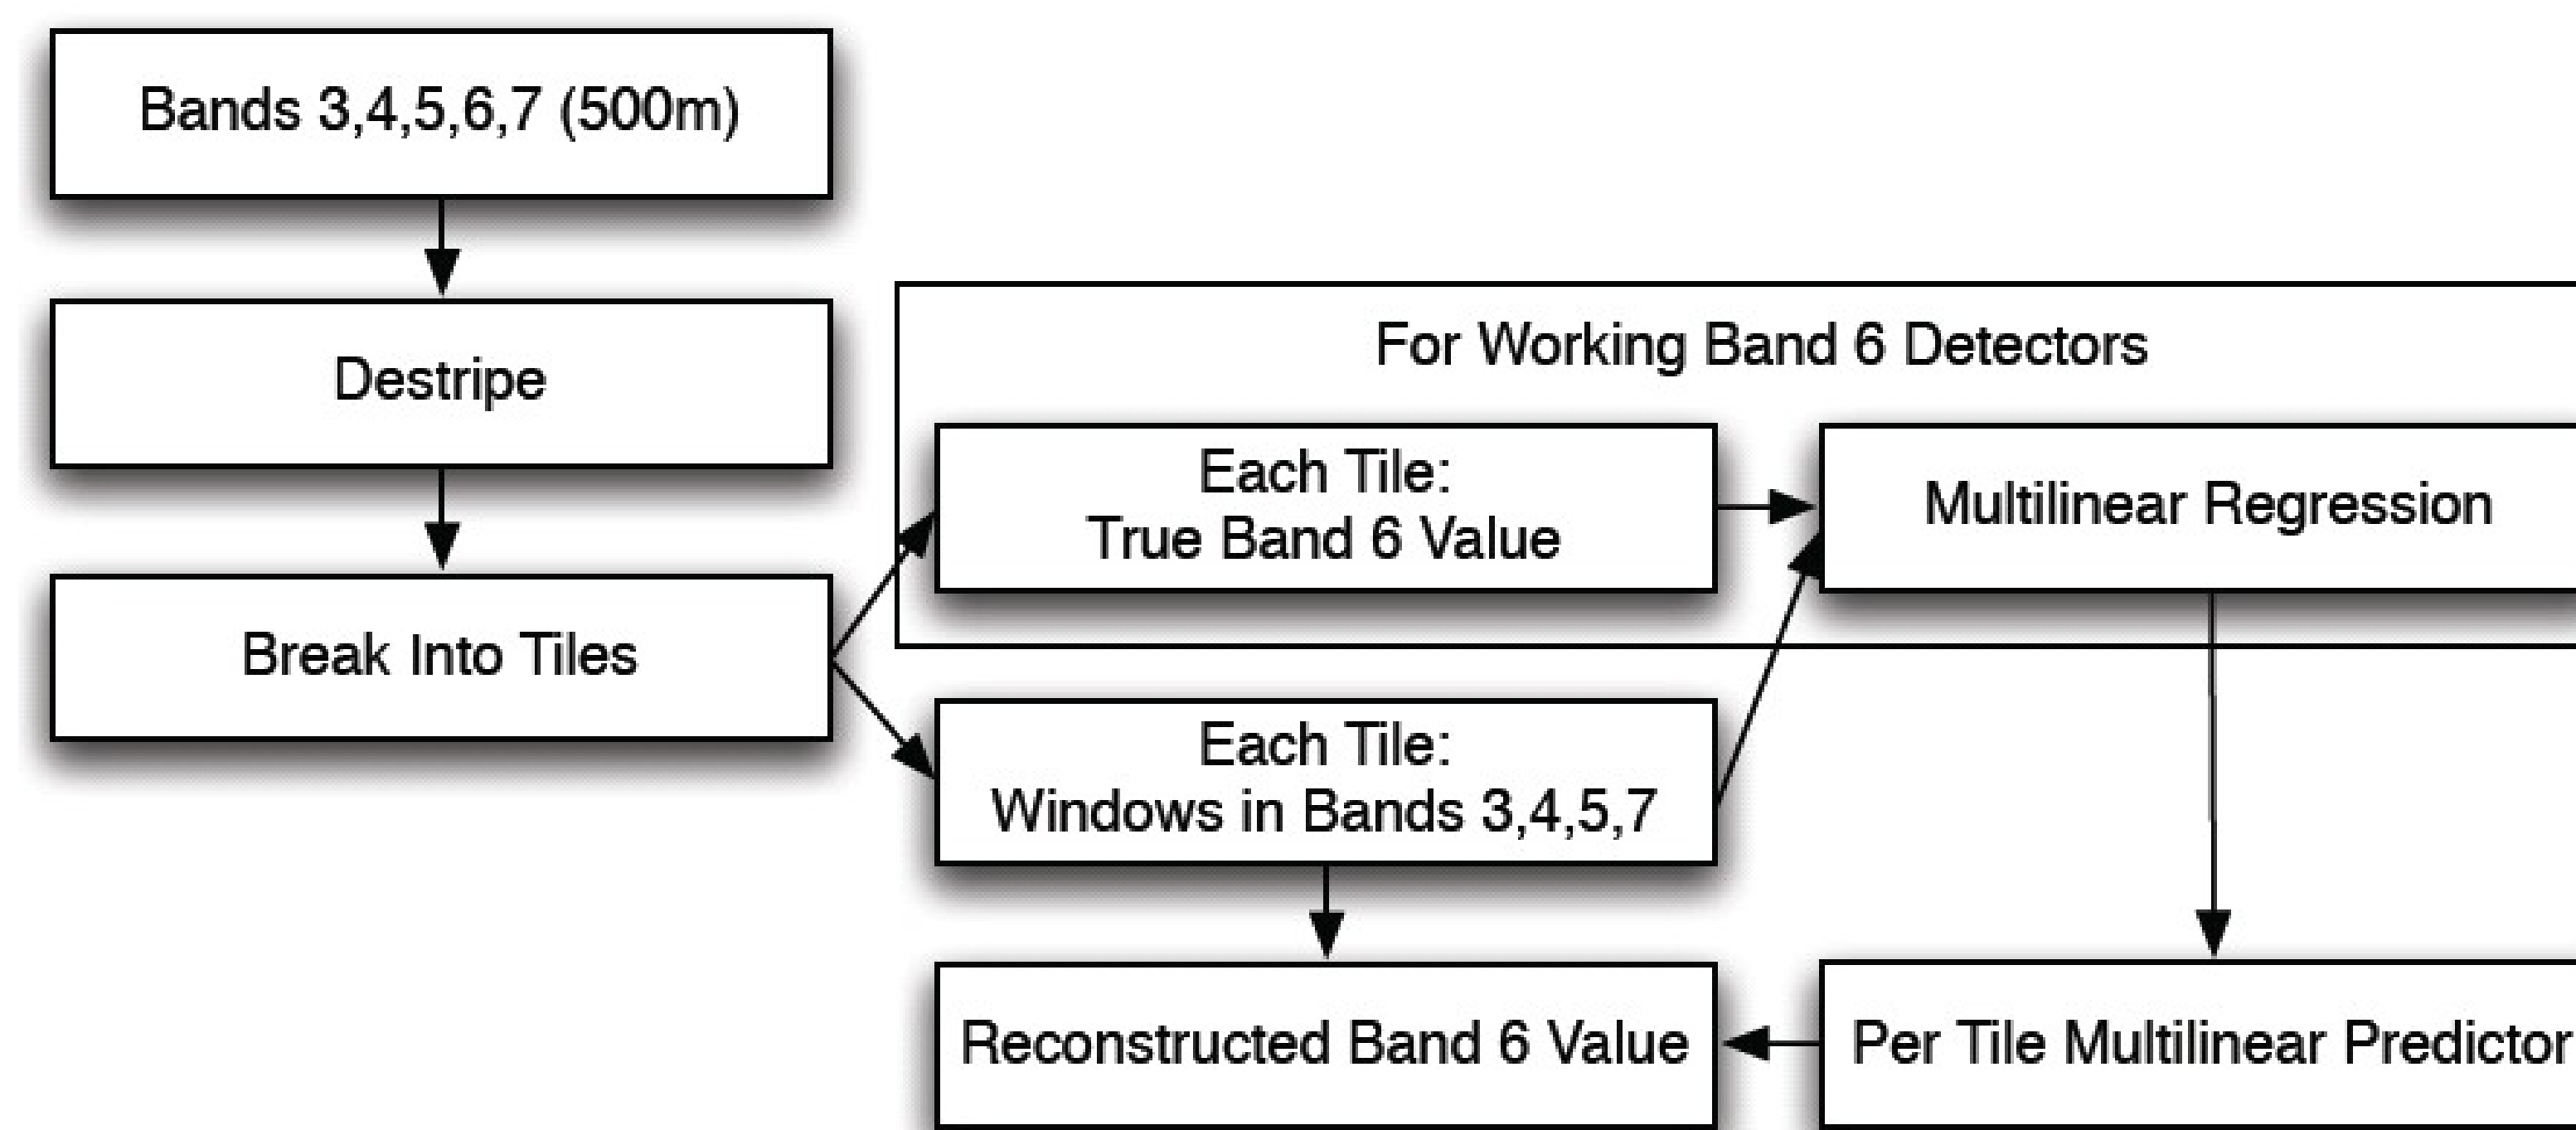 Bands 3,4,5,6,7 (500m)
Destripe
Break Into Tiles
For Working Band 6 Detectors
Each Tile:
True Band 6 Value
Multilinear Regression
Each Tile:
Windows in Bands 3,4,5,7
Reconstructed Band 6 Value
Per Tile Multilinear Predictor